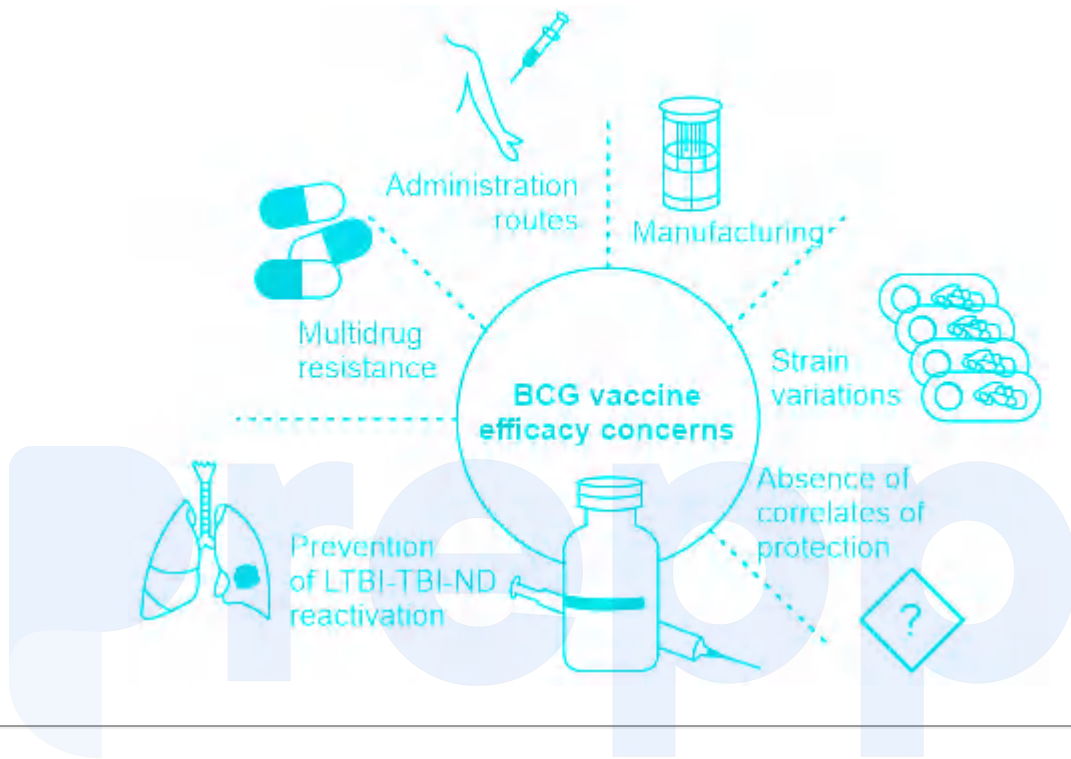 Administration
routes
Manufacturing
Multidrug
resistance
Strain
variations
BCG vaccine
efficacy concerns
Absence of
correlates of
protection
?
Prevention
of LTBI-TBI-ND
reactivation
prepp